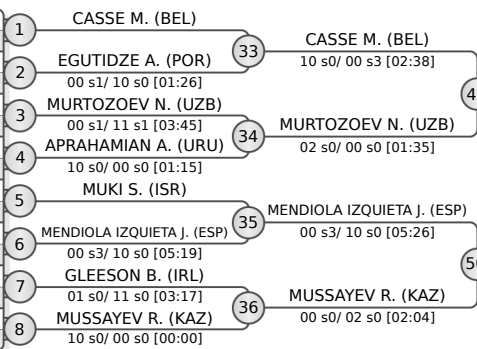 1
CASSE M. (BEL)
2
EGUTIDZE A. (POR)
00 s1/ 10 s0 [01:26]
3
MURTOZOEV N. (UZB)
00 s1/ 11 s1 [03:45]
4
APRAHAMIAN A. (URU)
10 s0/ 00 s0 [01:15]
5
MUKI S. (ISR)
6
MENDIOLA IZQUIETA J. (ESP)
00 s3/ 10 s0 [05:19]
7
GLEESON B. (IRL)
01 s0/ 11 s0 [03:17]
8
MUSSAYEV R. (KAZ)
10 s0/ 00 s0 [00:00]
33
CASSE M. (BEL)
10 s0/ 00 s3 [02:38]
34
MURTOZOEV N. (UZB)
02 s0/ 00 s0 [01:35]
35
MENDIOLA IZQUIETA J. (ESP)
00 s3/ 10 s0 [05:26]
36
MUSSAYEV R. (KAZ)
00 s0/ 02 s0 [02:04]